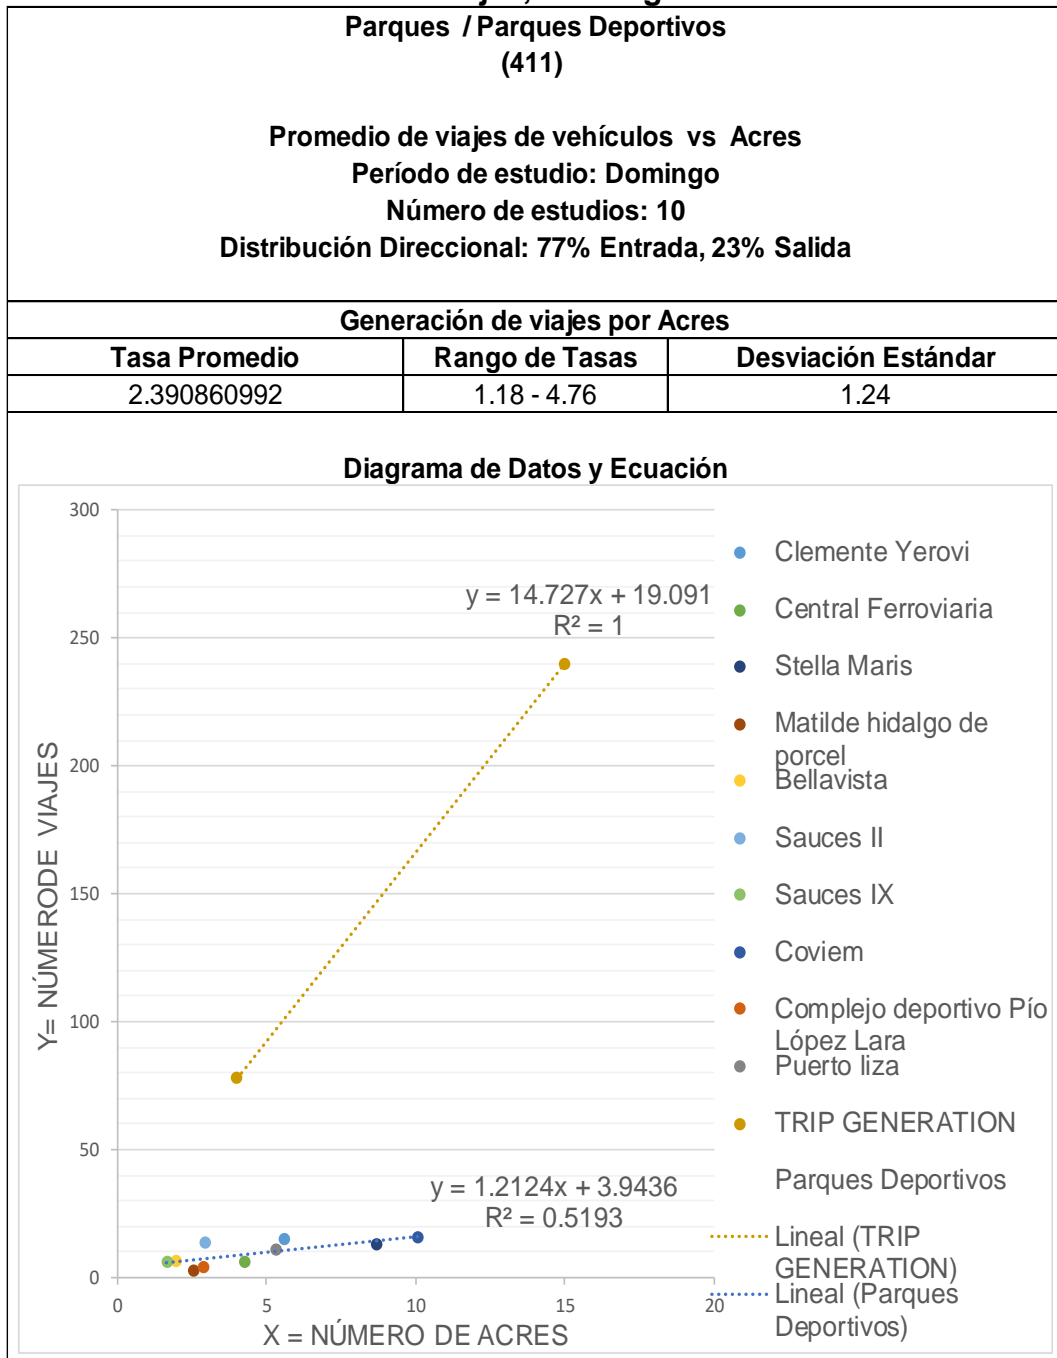 Parques / Parques Deportivos
(411)
Promedio de viajes de vehículos vs Acres
Período de estudio: Domingo
Número de estudios: 10
Distribución Direccional: 77% Entrada, 23% Salida
Generación de viajes por Acres
Tasa Promedio Rango de Tasas Desviación Estándar
2.390860992 1.18 - 4.76 1.24
Diagrama de Datos y Ecuación
300
250
200
150
100
50
0
Y= NÚMERODE VIAJES
y = 14.727x + 19.091
R² = 1
y = 1.2124x + 3.9436
R² = 0.5193
0 5 10 15 20
X = NÚMERO DE ACRES
Clemente Yerovi
Central Ferroviaria
Stella Maris
Matilde hidalgo de
porcel
Bellavista
Sauces II
Sauces IX
Coviem
Complejo deportivo Pío
López Lara
Puerto liza
TRIP GENERATION
Parques Deportivos
Lineal (TRIP
GENERATION)
Lineal (Parques
Deportivos)